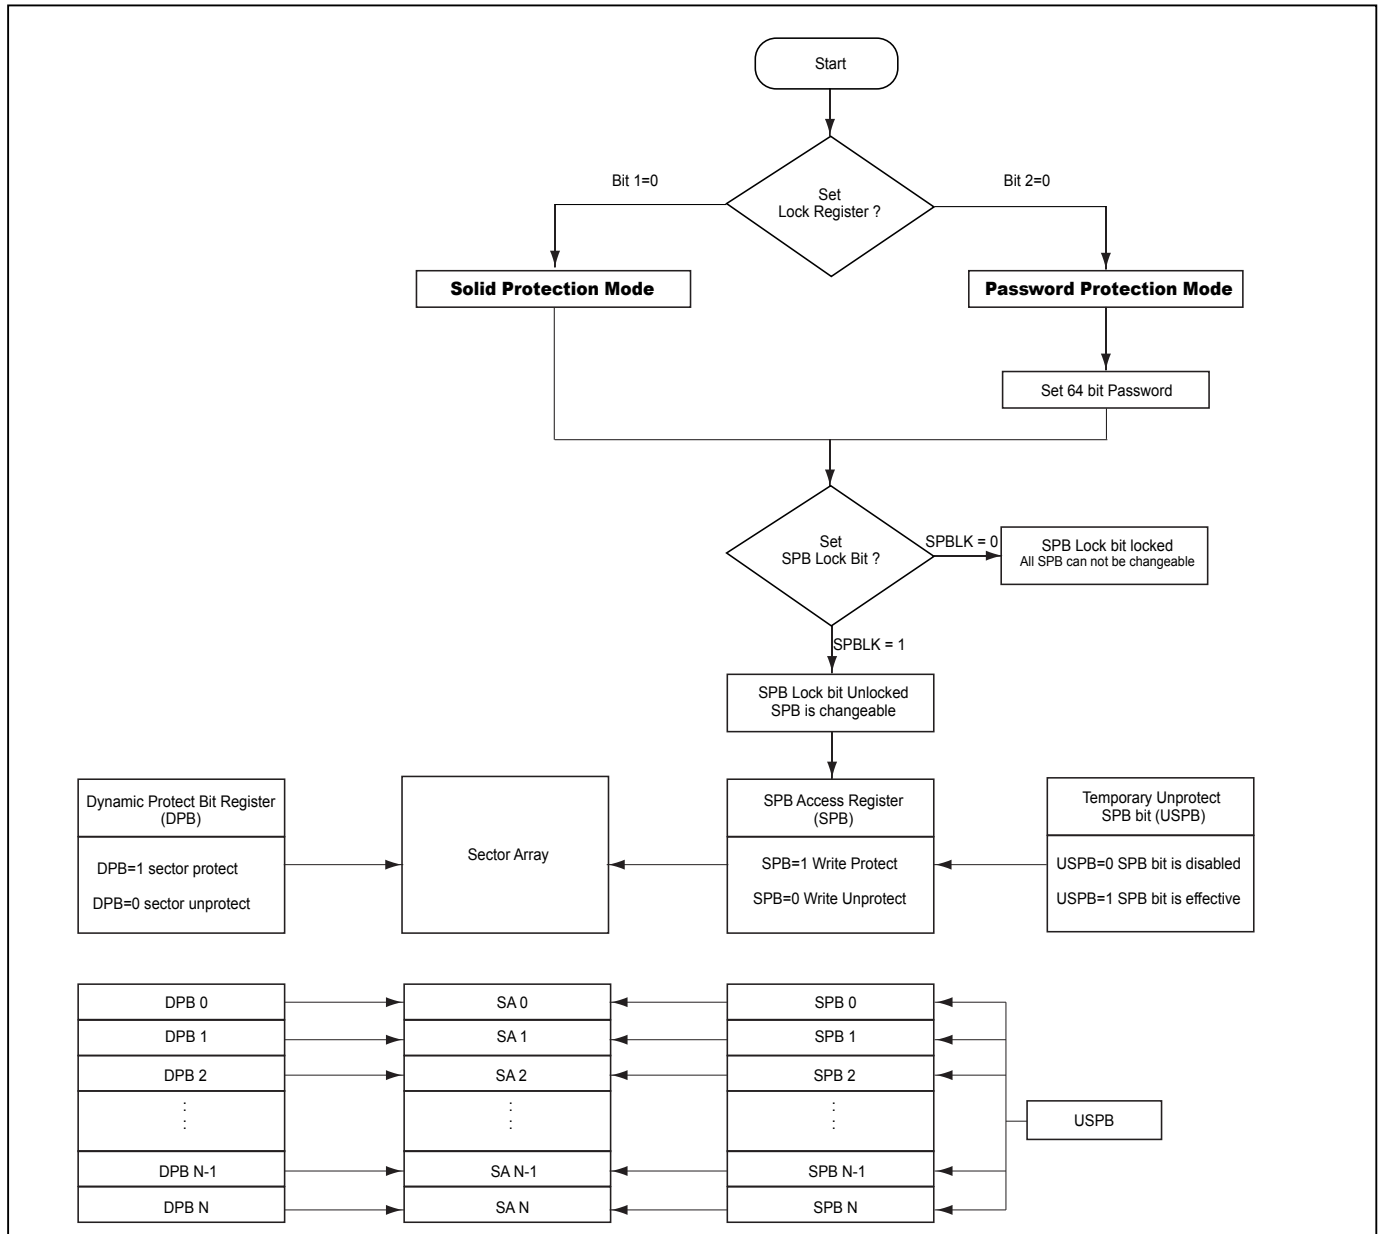 Start
Bit 1=0
Bit 2=0
Set
Lock Register ?
Solid Protection Mode
Password Protection Mode
Set 64 bit Password
Set
SPB Lock Bit ?
SPBLK = 0
SPB Lock bit locked
All SPB can not be changeable
SPBLK = 1
SPB Lock bit Unlocked
SPB is changeable
Dynamic Protect Bit Register
(DPB)
DPB=1 sector protect
DPB=0 sector unprotect
Sector Array
SPB Access Register
(SPB)
SPB=1 Write Protect
SPB=0 Write Unprotect
Temporary Unprotect
SPB bit (USPB)
USPB=0 SPB bit is disabled
USPB=1 SPB bit is effective
DPB 0
SA 0
SPB 0
DPB 1
SA 1
SPB 1
DPB 2
SA 2
SPB 2
:
:
:
:
:
:
USPB
DPB N-1
SA N-1
SPB N-1
DPB N
SA N
SPB N